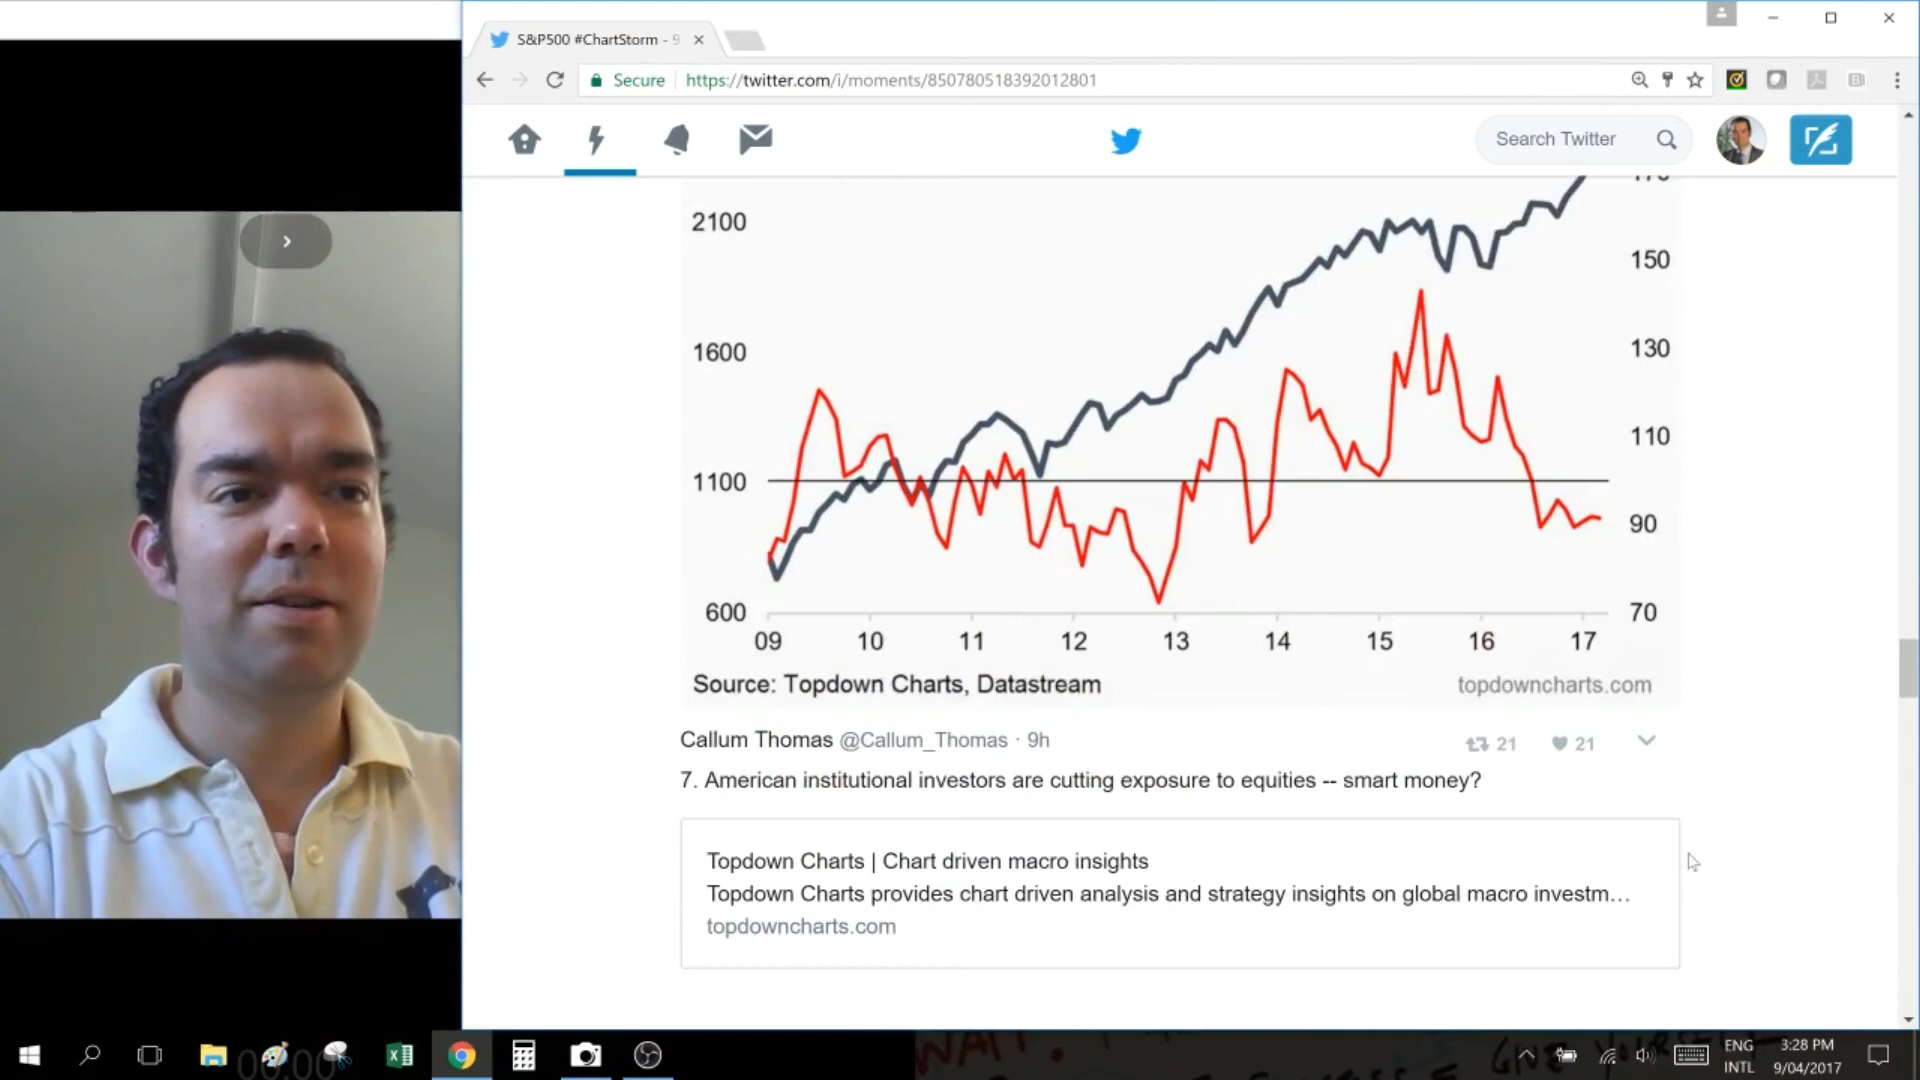 S&P500 #ChartStorm - 9
Secure https://twitter.com/i/moments/850780518392012801
Search Twitter
2100
1600
1100
600
150
130
110
90
70
09 10 11 12 13 14 15 16 17
Source: Topdown Charts, Datastream
topdowncharts.com
Callum Thomas @Callum_Thomas · 9h
21 21
7. American institutional investors are cutting exposure to equities -- smart money?
Topdown Charts | Chart driven macro insights
Topdown Charts provides chart driven analysis and strategy insights on global macro investm...
topdowncharts.com
ENG
INTL
3:28 PM
9/04/2017